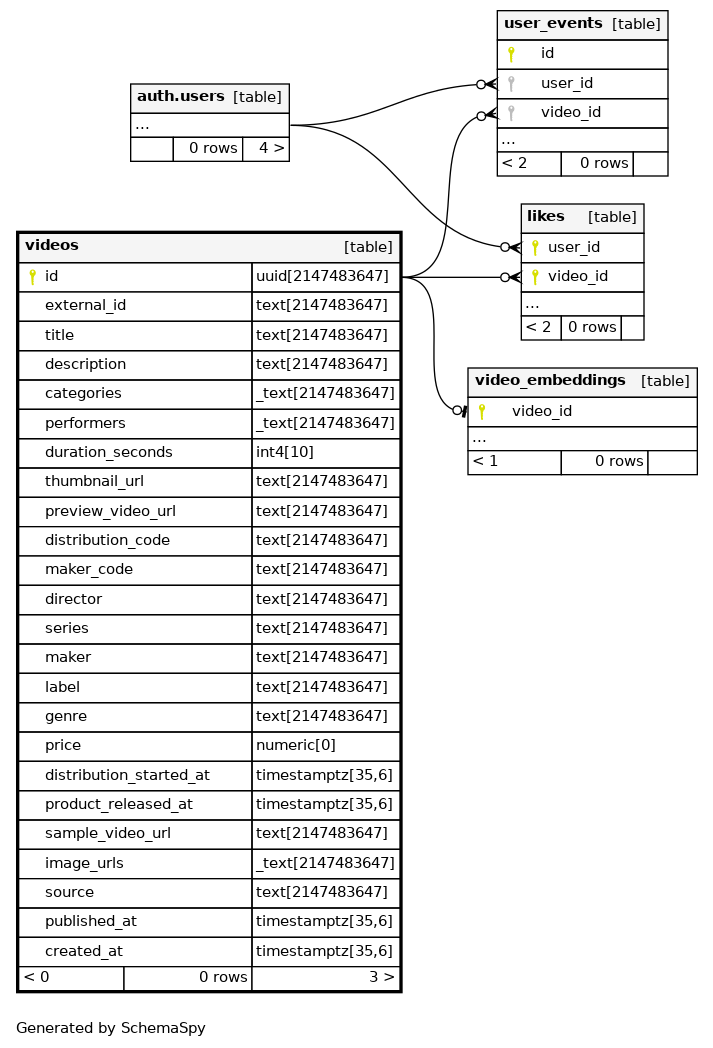 user_events [table]
id
user_id
video_id
...
< 2 0 rows
auth.users [table]
...
0 rows 4 >
likes [table]
user_id
video_id
...
< 2 0 rows
videos [table]
id uuid[2147483647]
external_id text[2147483647]
title text[2147483647]
description text[2147483647]
categories _text[2147483647]
performers _text[2147483647]
duration_seconds int4[10]
thumbnail_url text[2147483647]
preview_video_url text[2147483647]
distribution_code text[2147483647]
maker_code text[2147483647]
director text[2147483647]
series text[2147483647]
maker text[2147483647]
label text[2147483647]
genre text[2147483647]
price numeric[0]
distribution_started_at timestamptz[35,6]
product_released_at timestamptz[35,6]
sample_video_url text[2147483647]
image_urls _text[2147483647]
source text[2147483647]
published_at timestamptz[35,6]
created_at timestamptz[35,6]
< 0 0 rows 3 >
video_embeddings [table]
video_id
...
< 1 0 rows
Generated by SchemaSpy